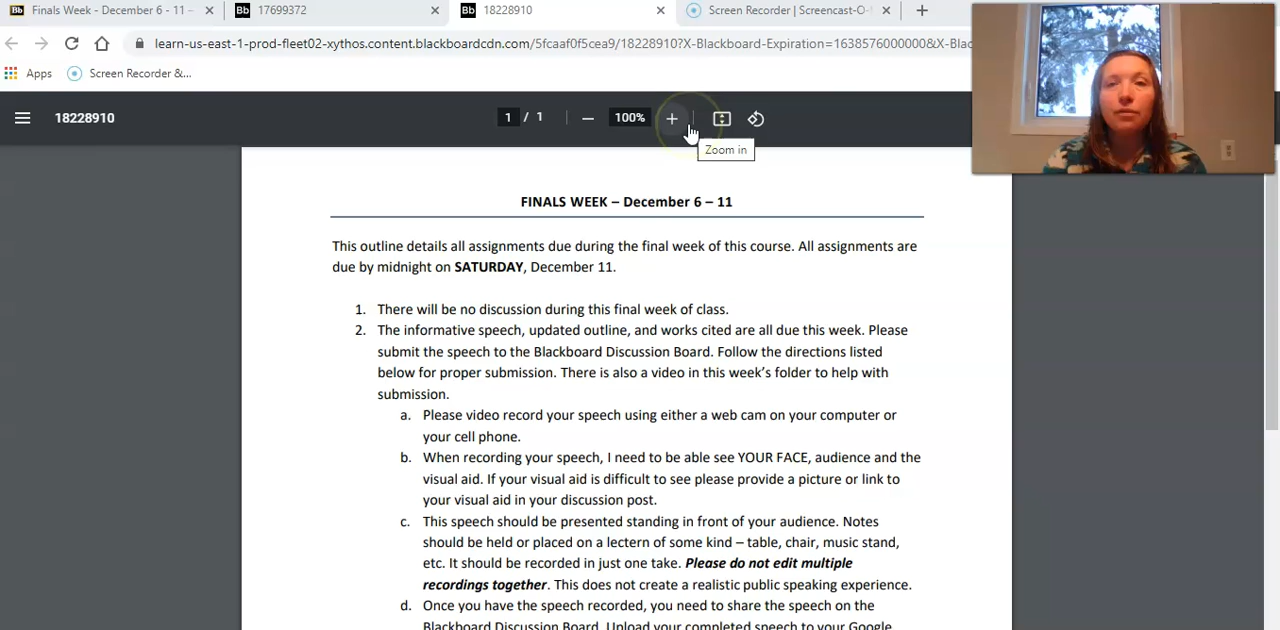 Finals Week - December 6 - 11 -
Bb 17699372
Bb 18228910
Screen Recorder | Screencast-O-
learn-us-east-1-prod-fleet02-xythos.content.blackboardcdn.com/5fcaaf0f5cea9/18228910?X-Blackboard-Expiration=1638576000000&X-Blac
Apps
Screen Recorder &...
18228910
1 / 1
100%
Zoom in
FINALS WEEK – December 6 – 11
This outline details all assignments due during the final week of this course. All assignments are
due by midnight on SATURDAY, December 11.
1. There will be no discussion during this final week of class.
2. The informative speech, updated outline, and works cited are all due this week. Please
submit the speech to the Blackboard Discussion Board. Follow the directions listed
below for proper submission. There is also a video in this week's folder to help with
submission.
a. Please video record your speech using either a web cam on your computer or
your cell phone.
b. When recording your speech, I need to be able see YOUR FACE, audience and the
visual aid. If your visual aid is difficult to see please provide a picture or link to
your visual aid in your discussion post.
c. This speech should be presented standing in front of your audience. Notes
should be held or placed on a lectern of some kind – table, chair, music stand,
etc. It should be recorded in just one take. Please do not edit multiple
recordings together. This does not create a realistic public speaking experience.
d. Once you have the speech recorded, you need to share the speech on the
Blackboard Discussion Board. Upload your completed speech to your Google